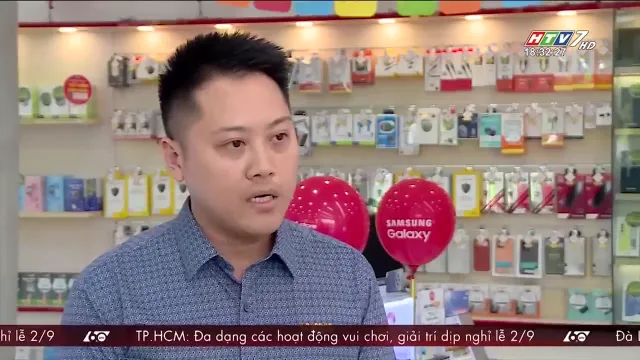 HTV7 HD
18:32:27
SAMSUNG
Galaxy
hỉ lễ 2/9 TP.HCM: Đa dạng các hoạt động vui chơi, giải trí dịp nghỉ lễ 2/9 Đà